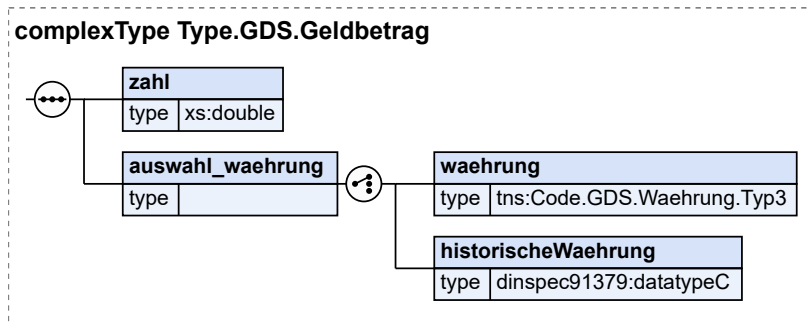 complexType Type.GDS.Geldbetrag
zahl
type xs:double
auswahl_waehrung
type
waehrung
type tns:Code.GDS.Waehrung.Typ3
historischeWaehrung
type dinspec91379:datatypeC